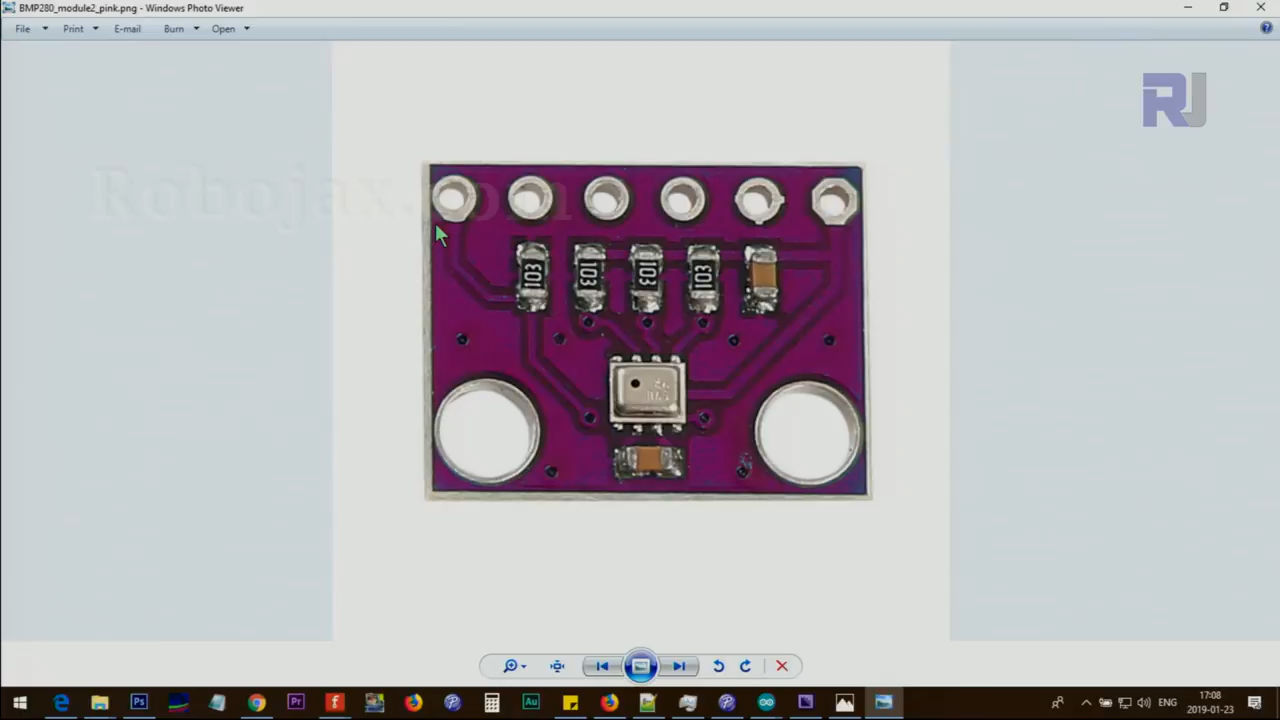 BMP280_module2_pink.png - Windows Photo Viewer
File Print E-mail Burn Open
RJ
Robojax.com
103 103 103 103
ENG 17:08
2019-01-23